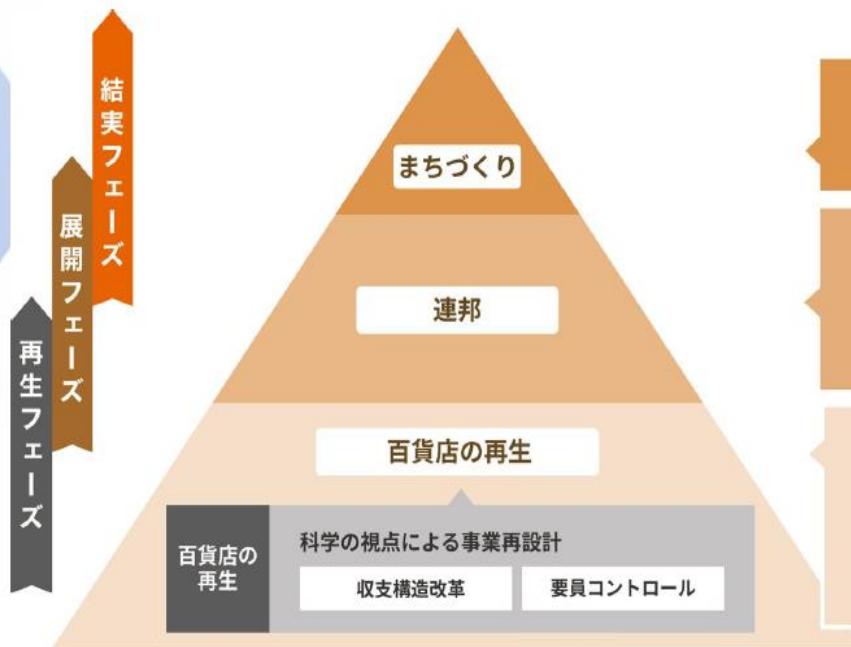 結実フェーズ
展開フェーズ
再生フェーズ
まちづくり
連邦
百貨店の再生
百貨店の
再生
科学の視点による事業再設計
収支構造改革
要員コントロール